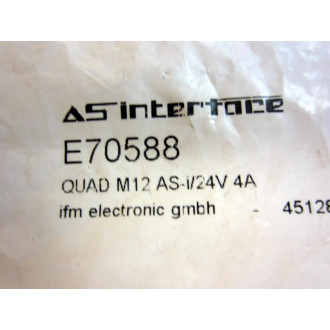 AS interface
E70588
QUAD M12 AS-i/24V 4A
ifm electronic gmbh - 45128